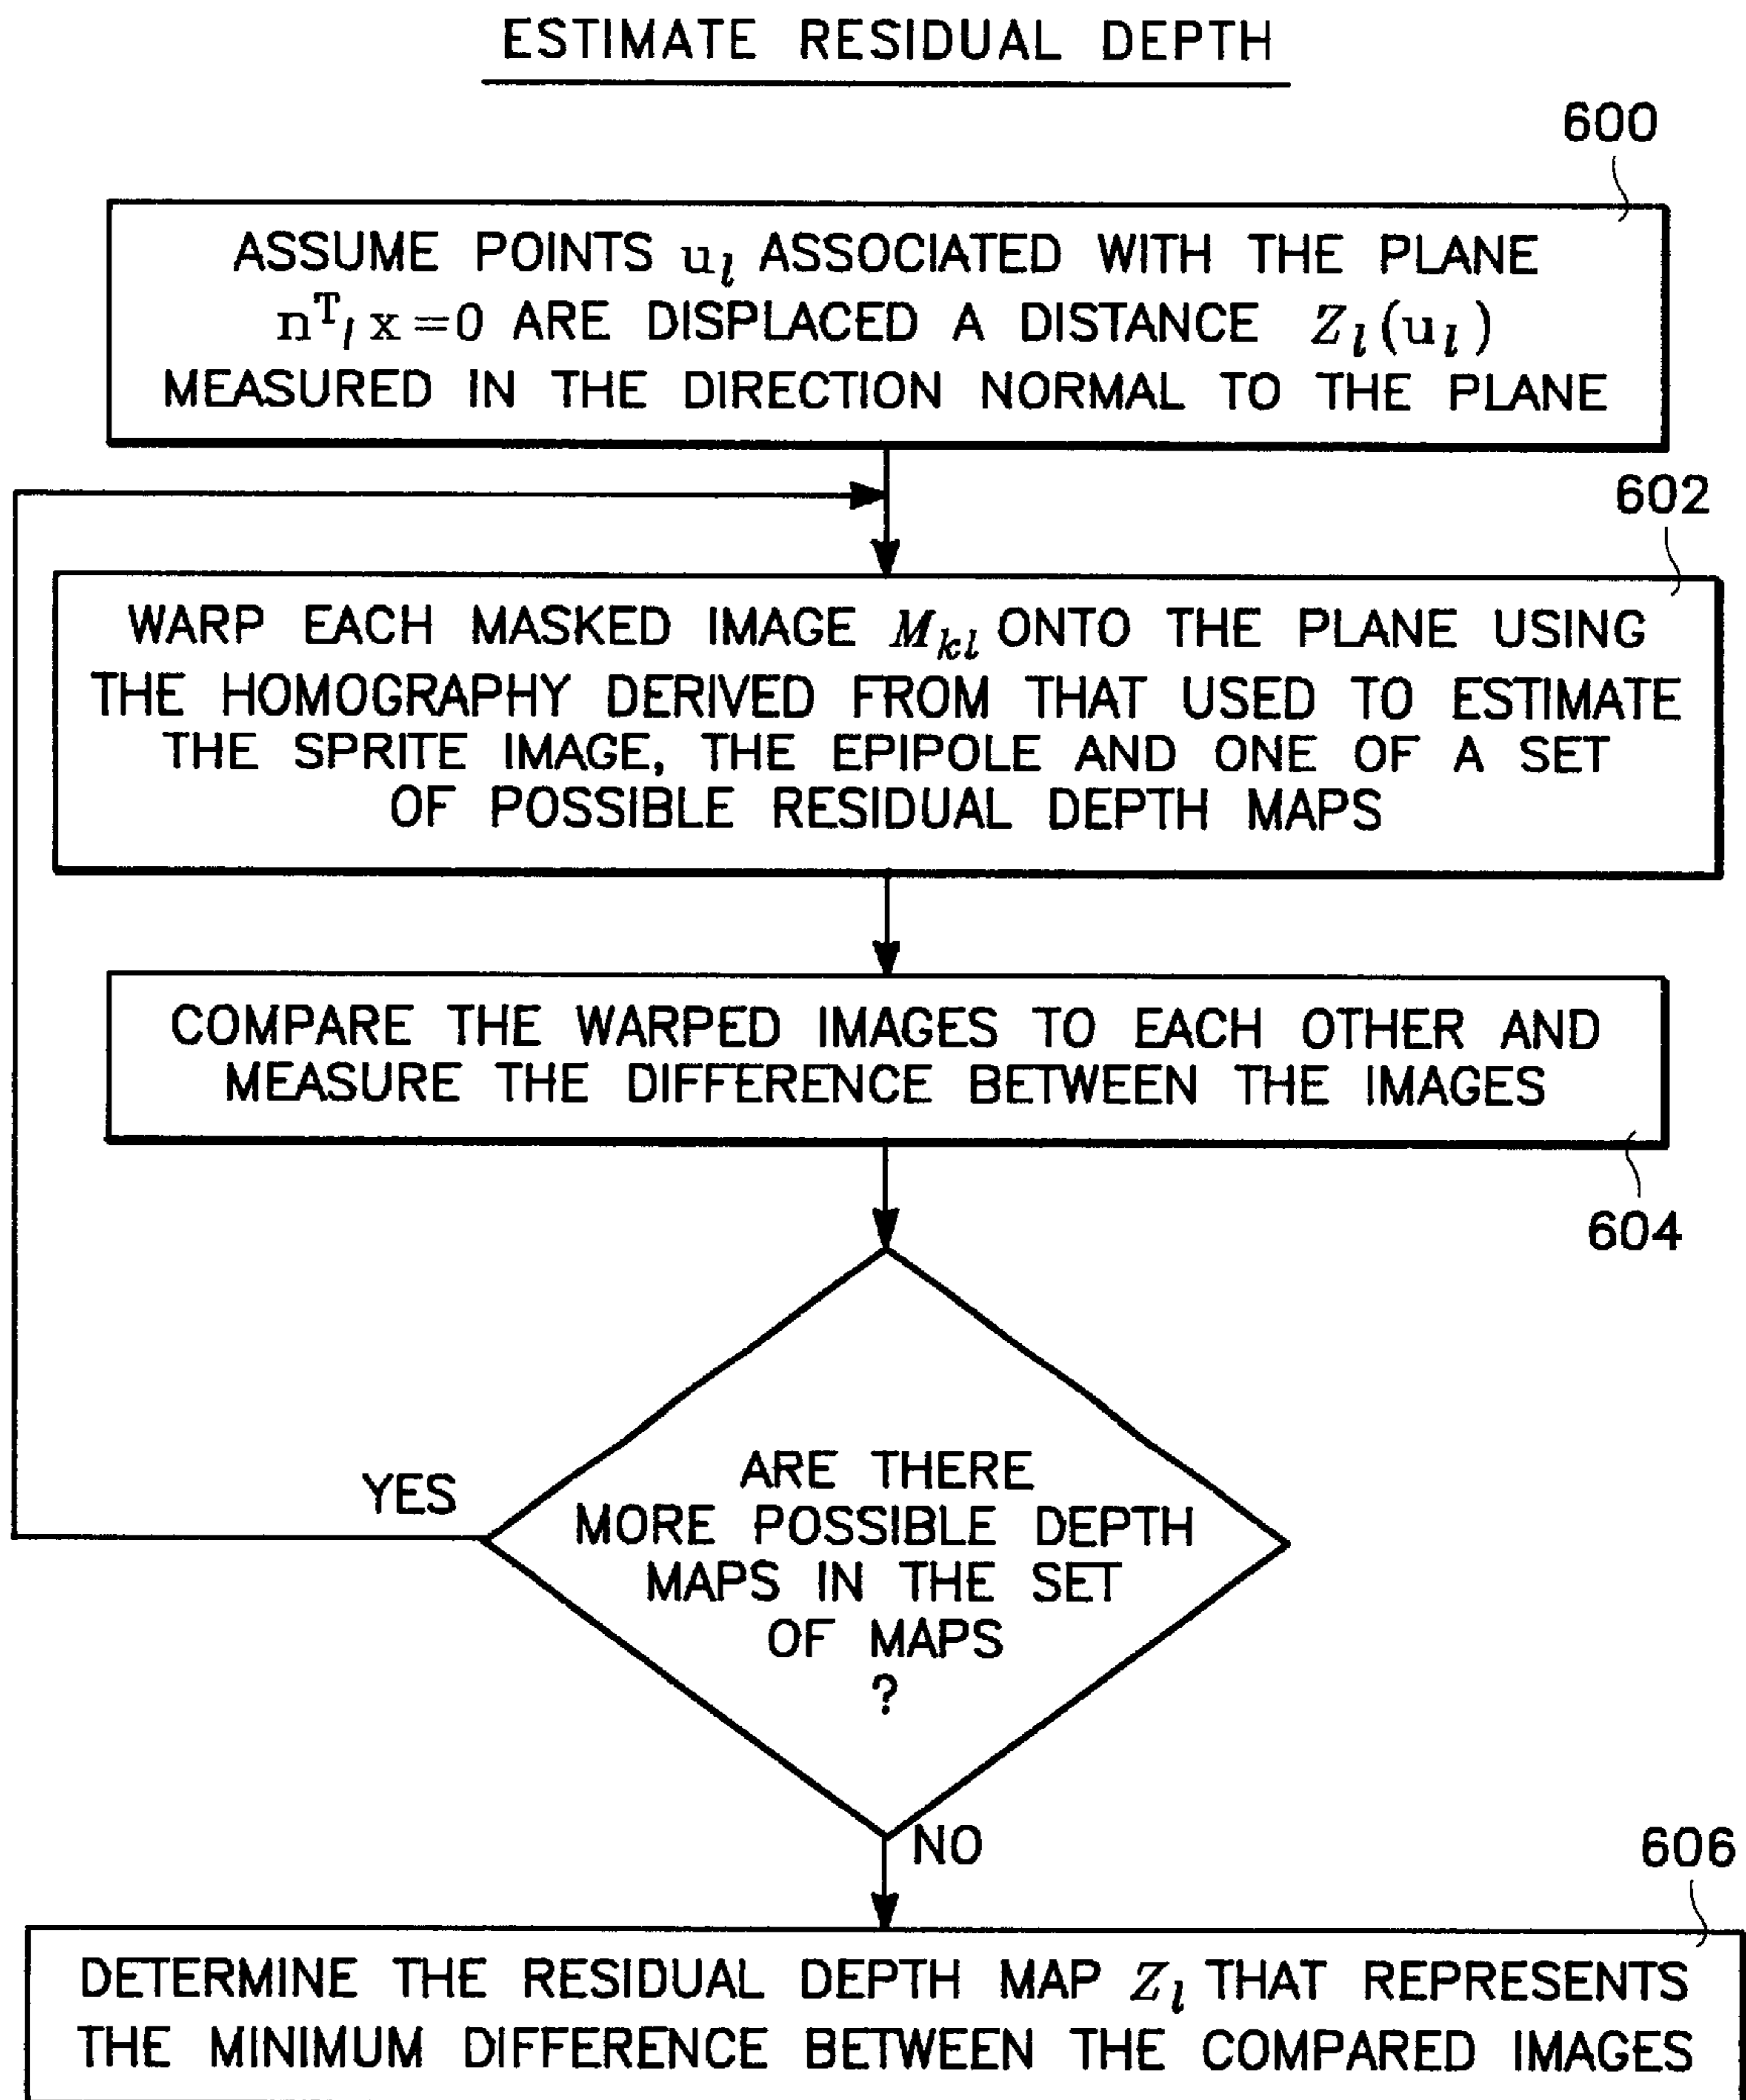 ESTIMATE RESIDUAL DEPTH
600
ASSUME POINTS u_l ASSOCIATED WITH THE PLANE
n^T_l x=0 ARE DISPLACED A DISTANCE Z_l(u_l)
MEASURED IN THE DIRECTION NORMAL TO THE PLANE
602
WARP EACH MASKED IMAGE M_kl ONTO THE PLANE USING
THE HOMOGRAPHY DERIVED FROM THAT USED TO ESTIMATE
THE SPRITE IMAGE, THE EPIPOLE AND ONE OF A SET
OF POSSIBLE RESIDUAL DEPTH MAPS
COMPARE THE WARPED IMAGES TO EACH OTHER AND
MEASURE THE DIFFERENCE BETWEEN THE IMAGES
604
ARE THERE
MORE POSSIBLE DEPTH
MAPS IN THE SET
OF MAPS
?
YES
NO
606
DETERMINE THE RESIDUAL DEPTH MAP Z_l THAT REPRESENTS
THE MINIMUM DIFFERENCE BETWEEN THE COMPARED IMAGES